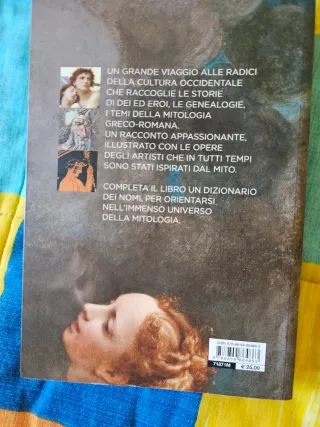 UN GRANDE VIAGGIO ALLE RADICI
DELLA CULTURA OCCIDENTALE
CHE RACCOGLIE LE STORIE
DI DEI ED EROI, LE GENEALOGIE,
I TEMI DELLA MITOLOGIA
GRECO-ROMANA.
UN RACCONTO APPASSIONANTE,
ILLUSTRATO CON LE OPERE
DEGLI ARTISTI CHE IN TUTTI TEMPI
SONO STATI ISPIRATI DAL MITO.
COMPLETA IL LIBRO UN DIZIONARIO
DEI NOMI, PER ORIENTARSI
NELL'IMMENSO UNIVERSO
DELLA MITOLOGIA.
71871M
€ 25,00